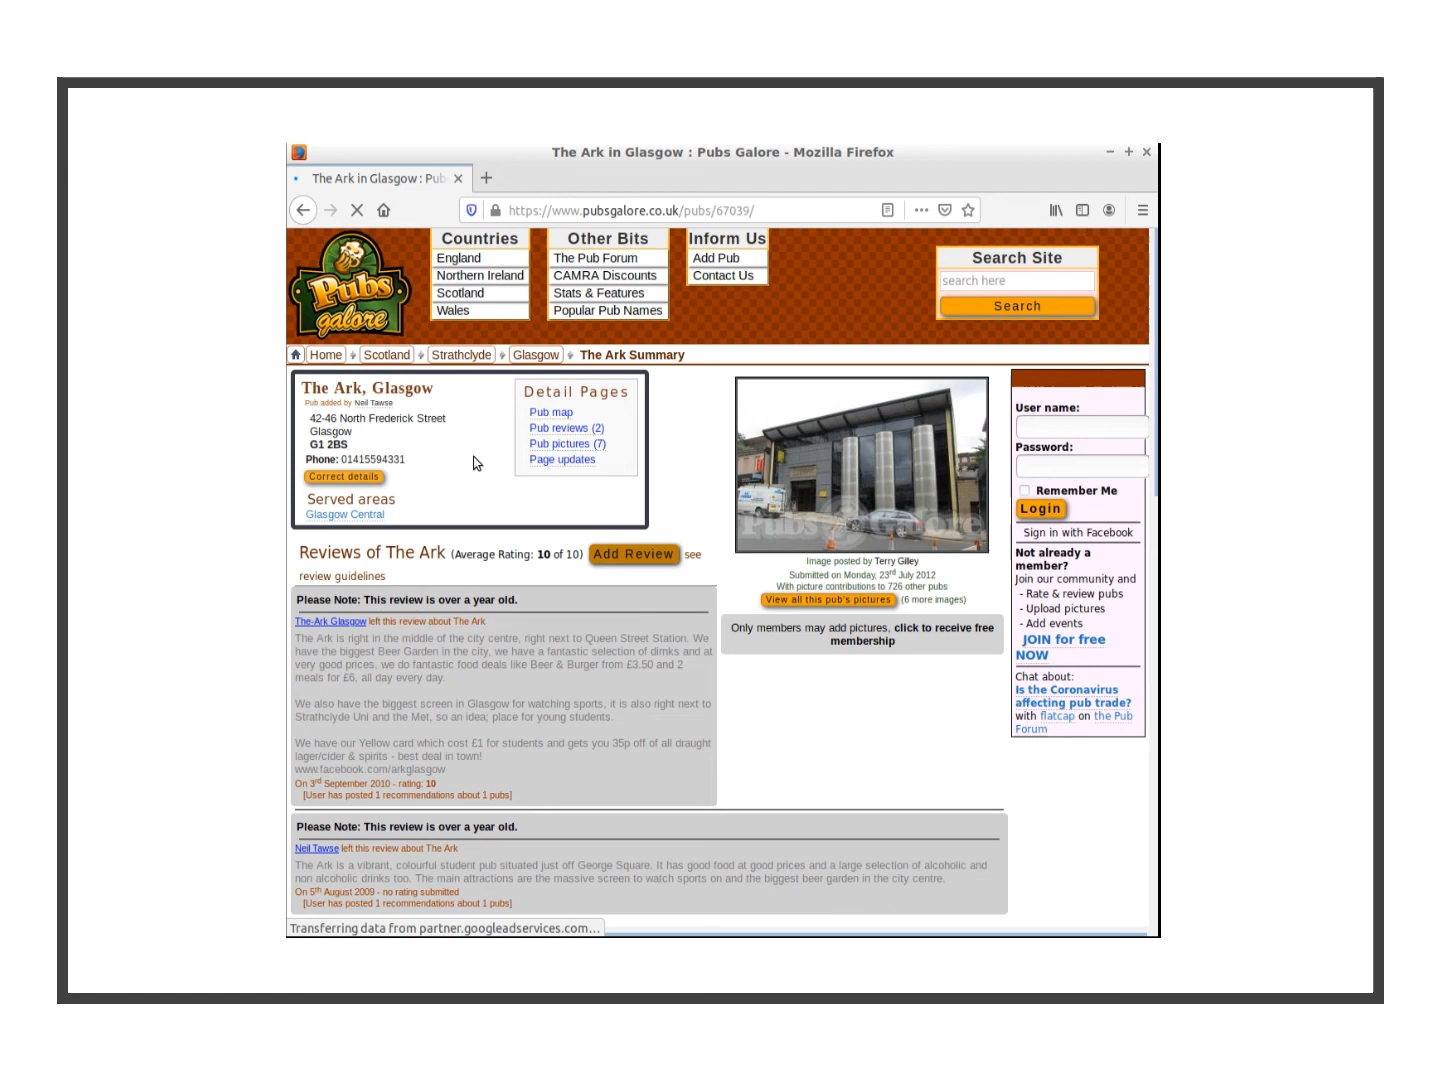 The Ark in Glasgow : Pubs Galore - Mozilla Firefox
The Ark in Glasgow : Pub
https://www.pubsgalore.co.uk/pubs/67039/
Pubs
galore
Countries
England
Northern Ireland
Scotland
Wales
Other Bits
The Pub Forum
CAMRA Discounts
Stats & Features
Popular Pub Names
Inform Us
Add Pub
Contact Us
Search Site
search here
Search
Home Scotland Strathclyde Glasgow The Ark Summary
The Ark, Glasgow
Pub added by Neil Tawse
42-46 North Frederick Street
Glasgow
G1 2BS
Phone: 01415594331
Correct details
Served areas
Glasgow Central
Detail Pages
Pub map
Pub reviews (2)
Pub pictures (7)
Page updates
Reviews of The Ark (Average Rating: 10 of 10) Add Review see
review guidelines
Please Note: This review is over a year old.
The-Ark Glasgow left this review about The Ark
The Ark is right in the middle of the city centre, right next to Queen Street Station. We
have the biggest Beer Garden in the city, we have a fantastic selection of dirnks and at
very good prices, we do fantastic food deals like Beer & Burger from £3.50 and 2
meals for £6, all day every day.
We also have the biggest screen in Glasgow for watching sports, it is also right next to
Strathclyde Uni and the Met, so an idea; place for young students.
We have our Yellow card which cost £1 for students and gets you 35p off of all draught
lager/cider & spirits - best deal in town!
www.facebook.com/arkglasgow
On 3rd September 2010 - rating: 10
[User has posted 1 recommendations about 1 pubs]
Please Note: This review is over a year old.
Neil Tawse left this review about The Ark
The Ark is a vibrant, colourful student pub situated just off George Square. It has good food at good prices and a large selection of alcoholic and
non alcoholic drinks too. The main attractions are the massive screen to watch sports on and the biggest beer garden in the city centre.
On 5th August 2009 - no rating submitted
[User has posted 1 recommendations about 1 pubs]
Pubs Galore
Image posted by Terry Gilley
Submitted on Monday, 23rd July 2012
With picture contributions to 726 other pubs
View all this pub's pictures (6 more images)
Only members may add pictures, click to receive free
membership
User name:
Password:
Remember Me
Login
Sign in with Facebook
Not already a
member?
Join our community and
- Rate & review pubs
- Upload pictures
- Add events
JOIN for free
NOW
Chat about:
Is the Coronavirus
affecting pub trade?
with flatcap on the Pub
Forum
Transferring data from partner.googleadservices.com...